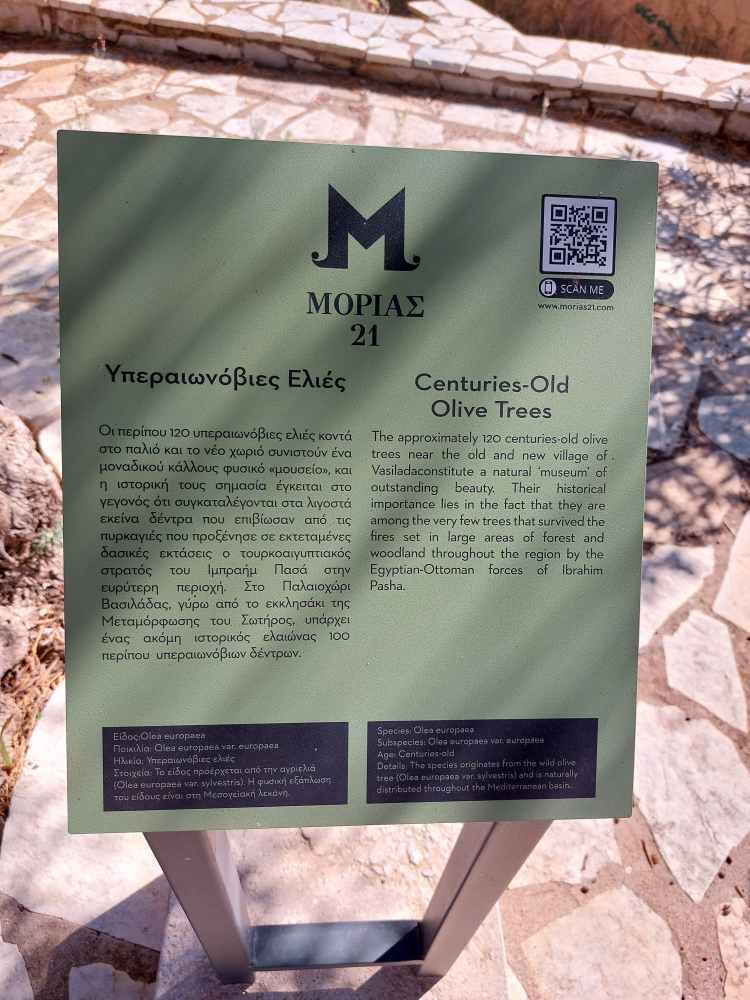 ΜΟΡΙΑΣ
21
SCAN ME
www.morias21.com
Υπεραιωνόβιες Ελιές
Οι περίπου 120 υπεραιωνόβιες ελιές κοντά
στο παλιό και το νέο χωριό συνιστούν ένα
μοναδικού κάλλους φυσικό «μουσείο», και
η ιστορική τους σημασία έγκειται στο
γεγονός ότι συγκαταλέγονται στα λιγοστά
εκείνα δέντρα που επιβίωσαν από τις
πυρκαγιές που προξένησε σε εκτεταμένες
δασικές εκτάσεις ο τουρκοαιγυπτιακός
στρατός του Ιμπραήμ Πασά στην
ευρύτερη περιοχή. Στο Παλαιοχώρι
Βασιλάδας, γύρω από το εκκλησάκι της
Μεταμόρφωσης του Σωτήρος, υπάρχει
ένας ακόμη ιστορικός ελαιώνας 100
περίπου υπεραιωνόβιων δέντρων.
Centuries-Old
Olive Trees
The approximately 120 centuries-old olive
trees near the old and new village of
Vasiladaconstitute a natural 'museum' of
outstanding beauty. Their historical
importance lies in the fact that they are
among the very few trees that survived the
fires set in large areas of forest and
woodland throughout the region by the
Egyptian-Ottoman forces of Ibrahim
Pasha.
Είδος:Olea europaea
Ποικιλία: Olea europaea var. europaea
Ηλικία: Υπεραιωνόβιες ελιές
Στοιχεία: Το είδος προέρχεται από την αγριελιά
(Olea europaea var. sylvestris). Η φυσική εξάπλωση
του είδους είναι στη Μεσογειακή λεκάνη.
Species: Olea europaea
Subspecies: Olea europaea var. europaea
Age: Centuries-old
Details: The species originates from the wild olive
tree (Olea europaea var. sylvestris) and is naturally
distributed throughout the Mediterranean basin.